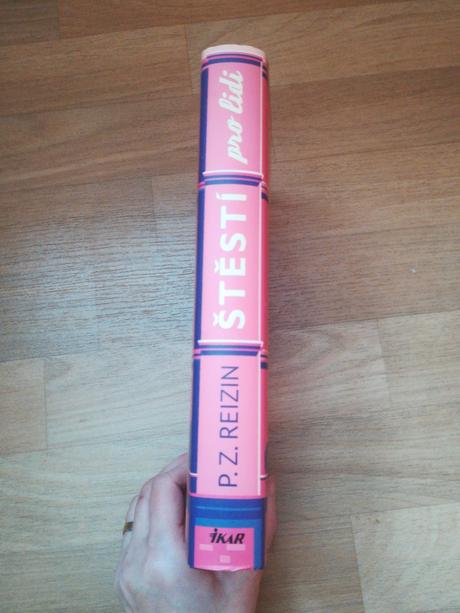 P. Z. REIZIN
ŠTĚSTÍ
pro lidi
iKAR